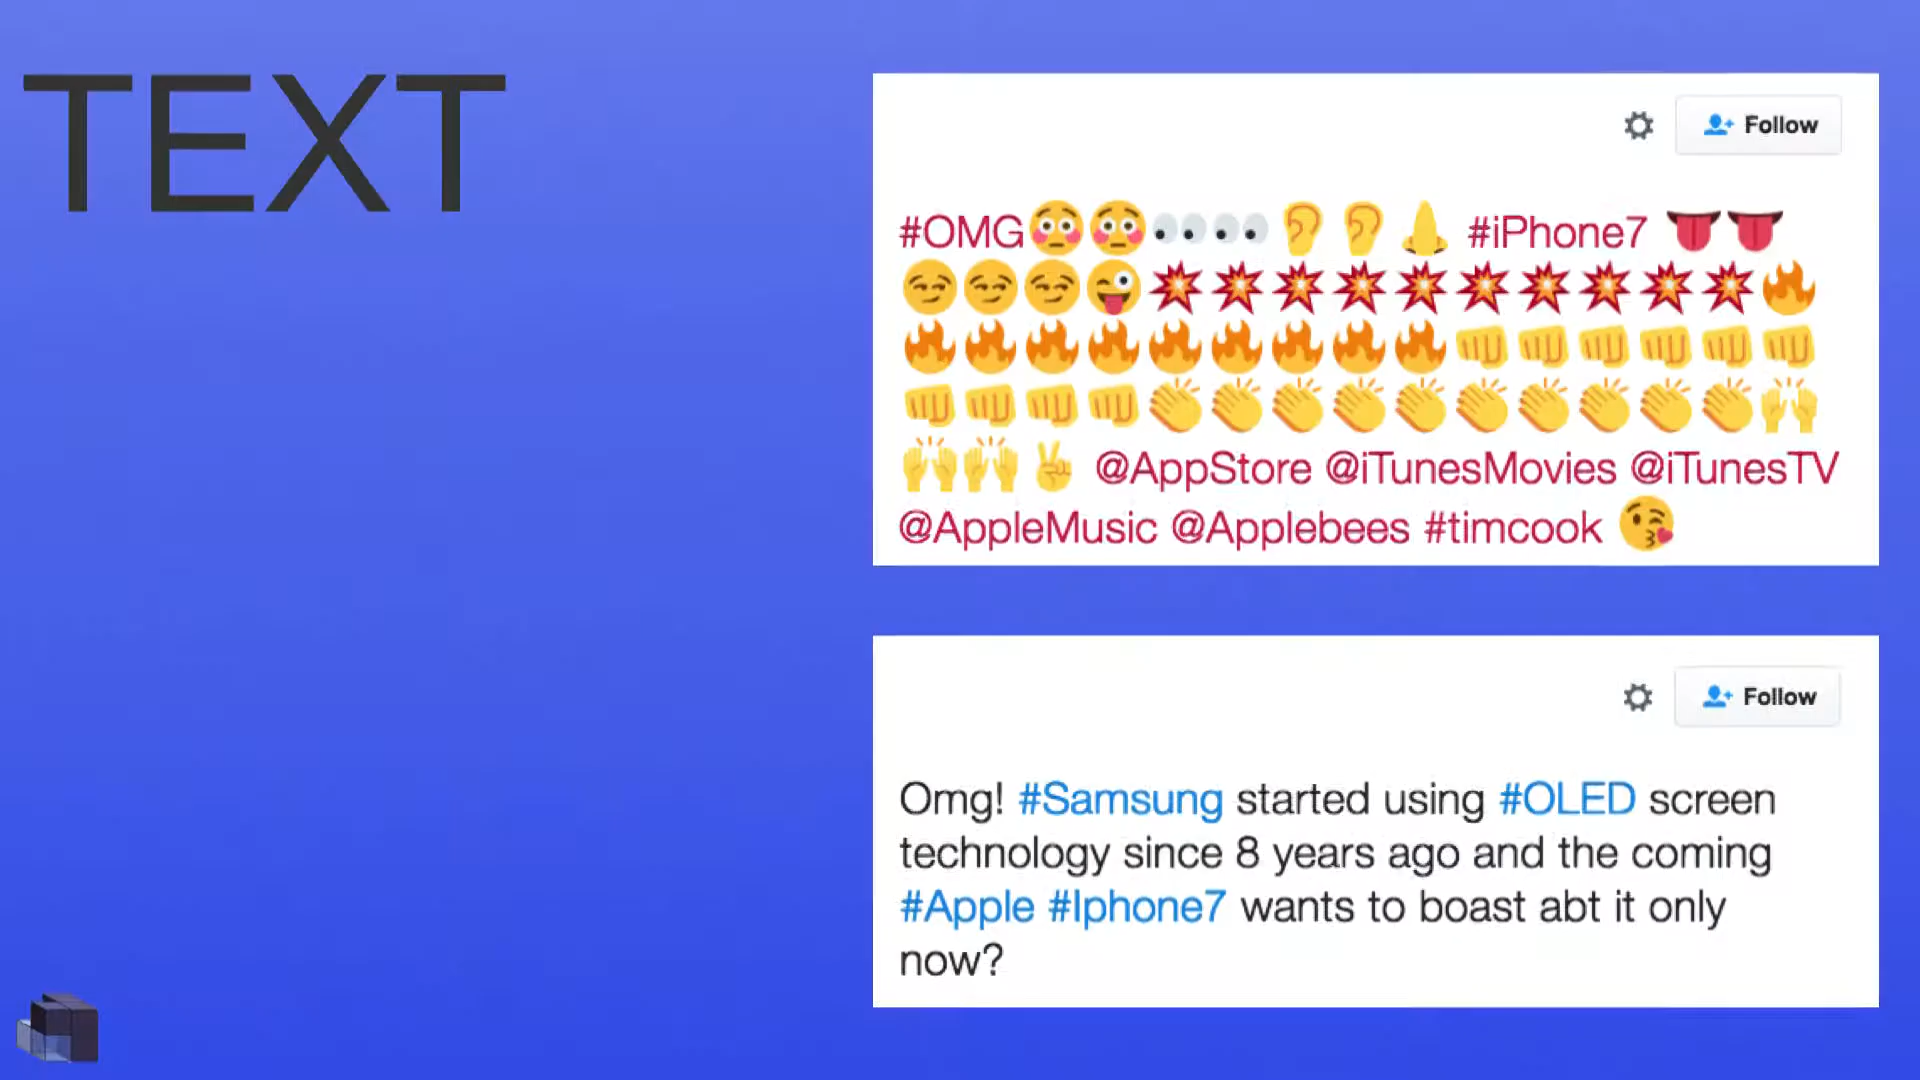 TEXT
Follow
#OMG😳😳👀👀👂👂👃 #iPhone7 👅👅
😏😏😏😜💥💥💥💥💥💥💥💥💥💥🔥
🔥🔥🔥🔥🔥🔥🔥🔥🔥👊👊👊👊👊👊
👊👊👊👊👏👏👏👏👏👏👏👏👏👏🙌
🙌🙌✌ @AppStore @iTunesMovies @iTunesTV
@AppleMusic @Applebees #timcook 😘
Follow
Omg! #Samsung started using #OLED screen
technology since 8 years ago and the coming
#Apple #Iphone7 wants to boast abt it only
now?